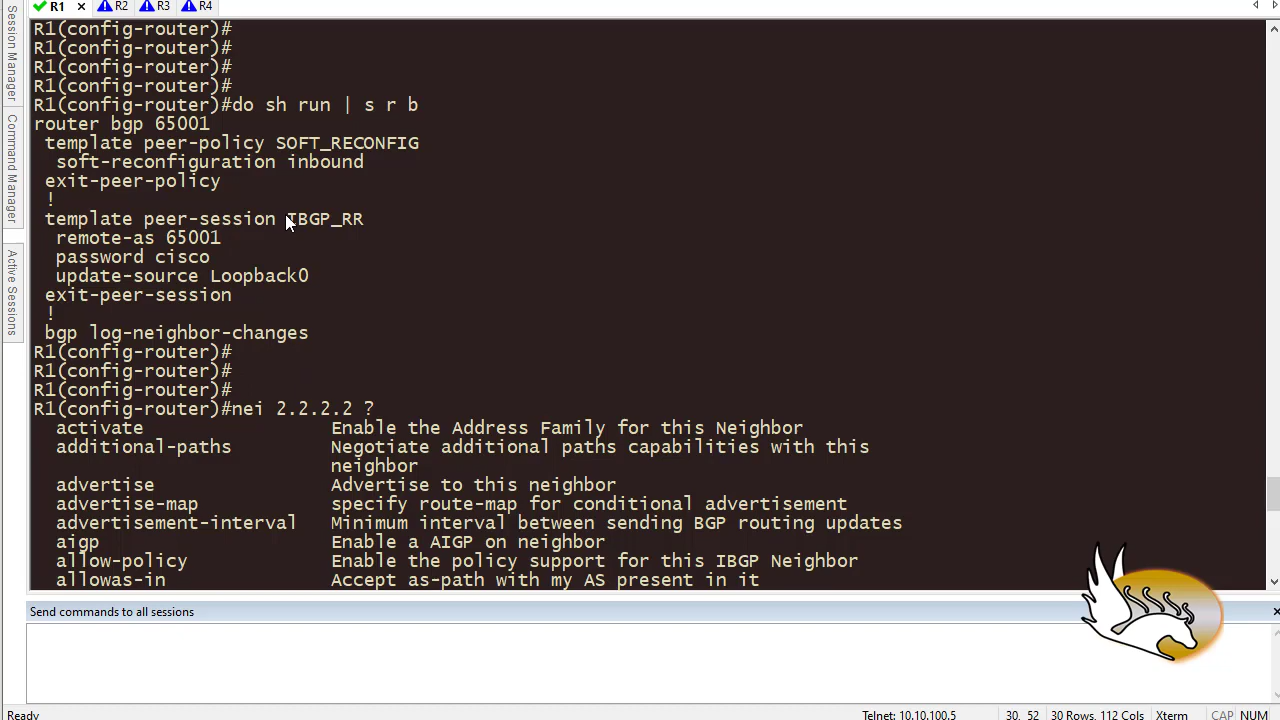 R1 × R2 R3 R4
Session Manager
Command Manager
Active Sessions
R1(config-router)#
R1(config-router)#
R1(config-router)#
R1(config-router)#
R1(config-router)#do sh run | s r b
router bgp 65001
template peer-policy SOFT_RECONFIG
soft-reconfiguration inbound
exit-peer-policy
!
template peer-session IBGP_RR
remote-as 65001
password cisco
update-source Loopback0
exit-peer-session
!
bgp log-neighbor-changes
R1(config-router)#
R1(config-router)#
R1(config-router)#
R1(config-router)#nei 2.2.2.2 ?
activate Enable the Address Family for this Neighbor
additional-paths Negotiate additional paths capabilities with this
neighbor
advertise Advertise to this neighbor
advertise-map specify route-map for conditional advertisement
advertisement-interval Minimum interval between sending BGP routing updates
aigp Enable a AIGP on neighbor
allow-policy Enable the policy support for this IBGP Neighbor
allowas-in Accept as-path with my AS present in it
Send commands to all sessions ×
Ready Telnet: 10.10.100.5 30, 52 30 Rows, 112 Cols Xterm CAP NUM